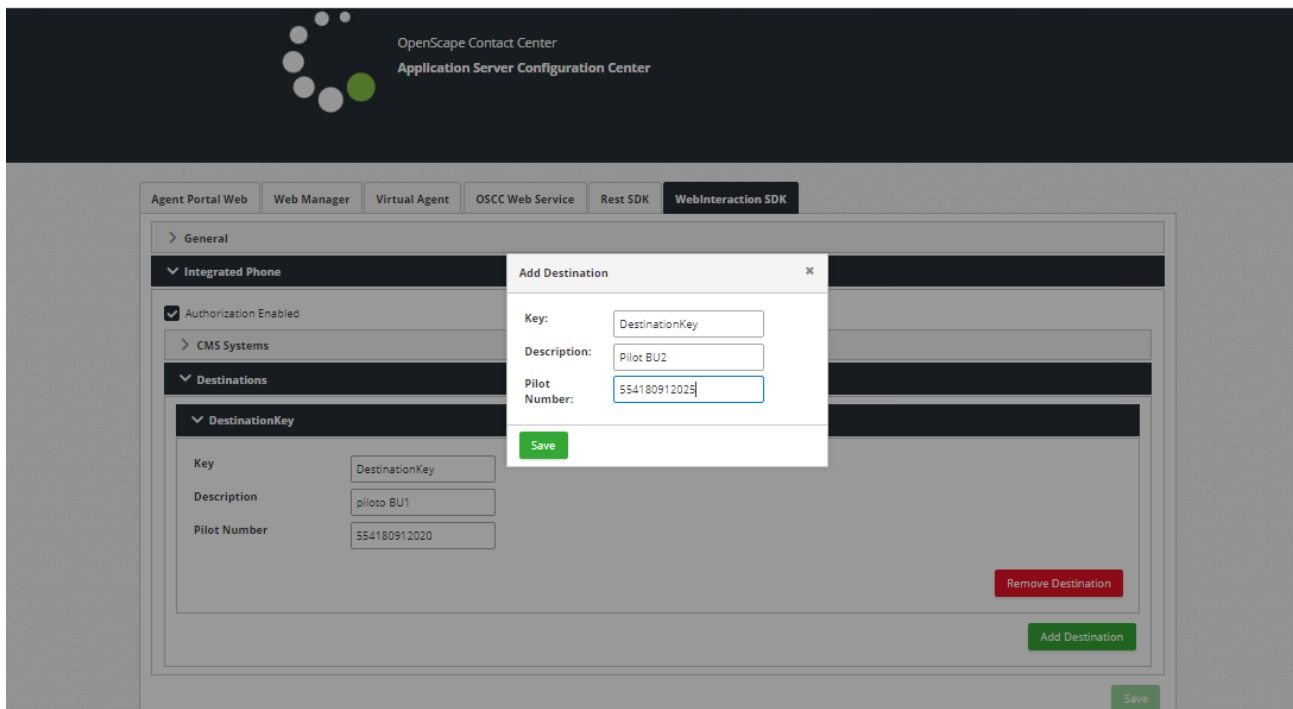 OpenScape Contact Center
Application Server Configuration Center
Agent Portal Web Web Manager Virtual Agent OSCC Web Service Rest SDK WebInteraction SDK
General
Integrated Phone
Authorization Enabled
CMS Systems
Destinations
DestinationKey
Key DestinationKey
Description piloto BU1
Pilot Number 554180912020
Remove Destination
Add Destination
Save
Add Destination ×
Key: DestinationKey
Description: Pilot BU2
Pilot
Number: 554180912025
Save